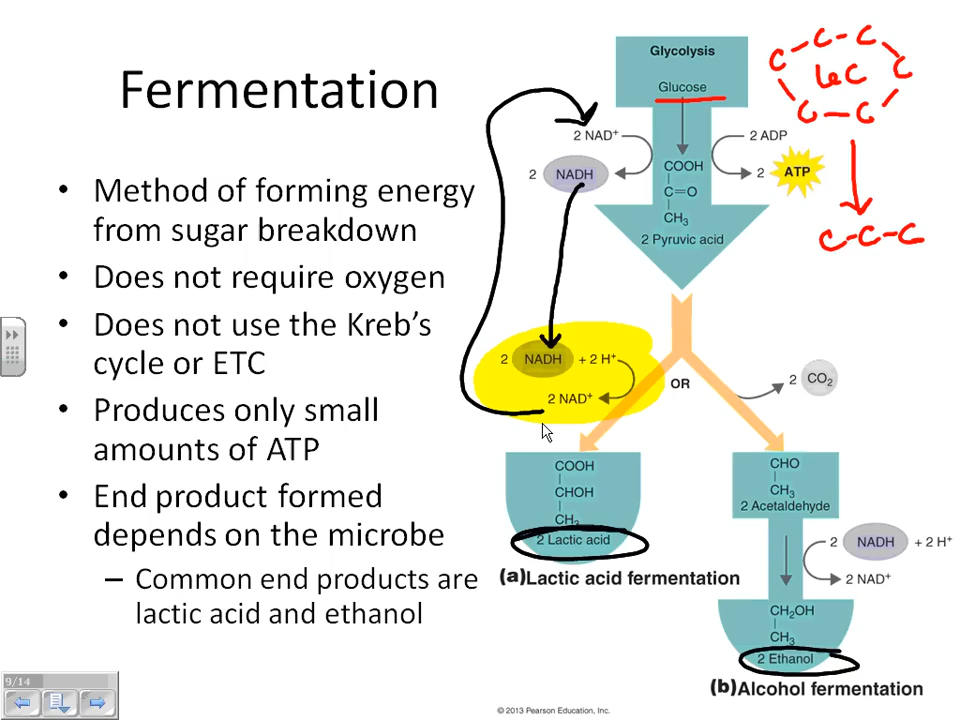 Fermentation
• Method of forming energy
from sugar breakdown
• Does not require oxygen
• Does not use the Kreb's
cycle or ETC
• Produces only small
amounts of ATP
• End product formed
depends on the microbe
– Common end products are
lactic acid and ethanol
Glycolysis
Glucose
2 NAD⁺
2 ADP
2 NADH
2 ATP
COOH
C=O
CH₃
2 Pyruvic acid
C-C-C
C C
C-C
6C
C-C-C
2 NADH + 2 H⁺
2 NAD⁺
OR
2 CO₂
COOH
CHOH
CH₃
2 Lactic acid
(a) Lactic acid fermentation
CHO
CH₃
2 Acetaldehyde
2 NADH + 2 H⁺
2 NAD⁺
CH₂OH
CH₃
2 Ethanol
(b) Alcohol fermentation
9/14
© 2013 Pearson Education, Inc.